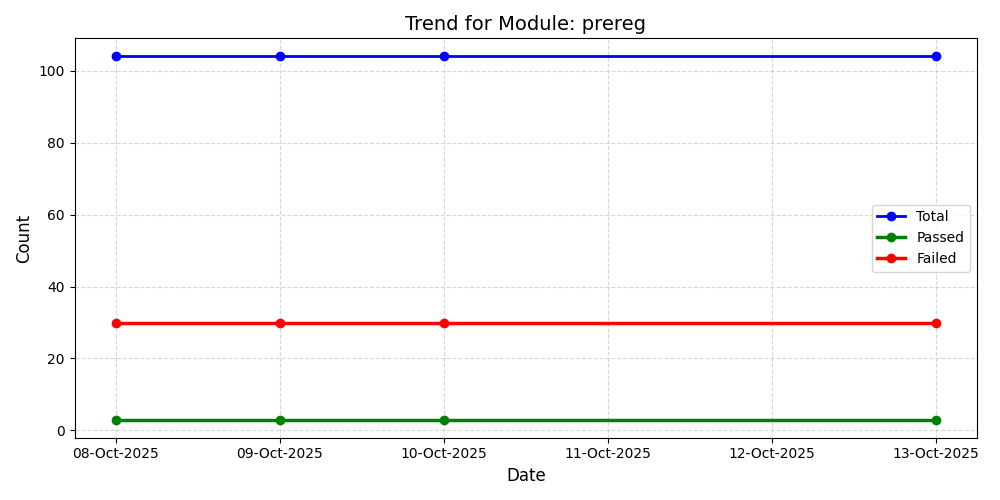 Trend for Module: prereg
Count
100
80
60
40
20
0
Total
Passed
Failed
08-Oct-2025 09-Oct-2025 10-Oct-2025 11-Oct-2025 12-Oct-2025 13-Oct-2025
Date